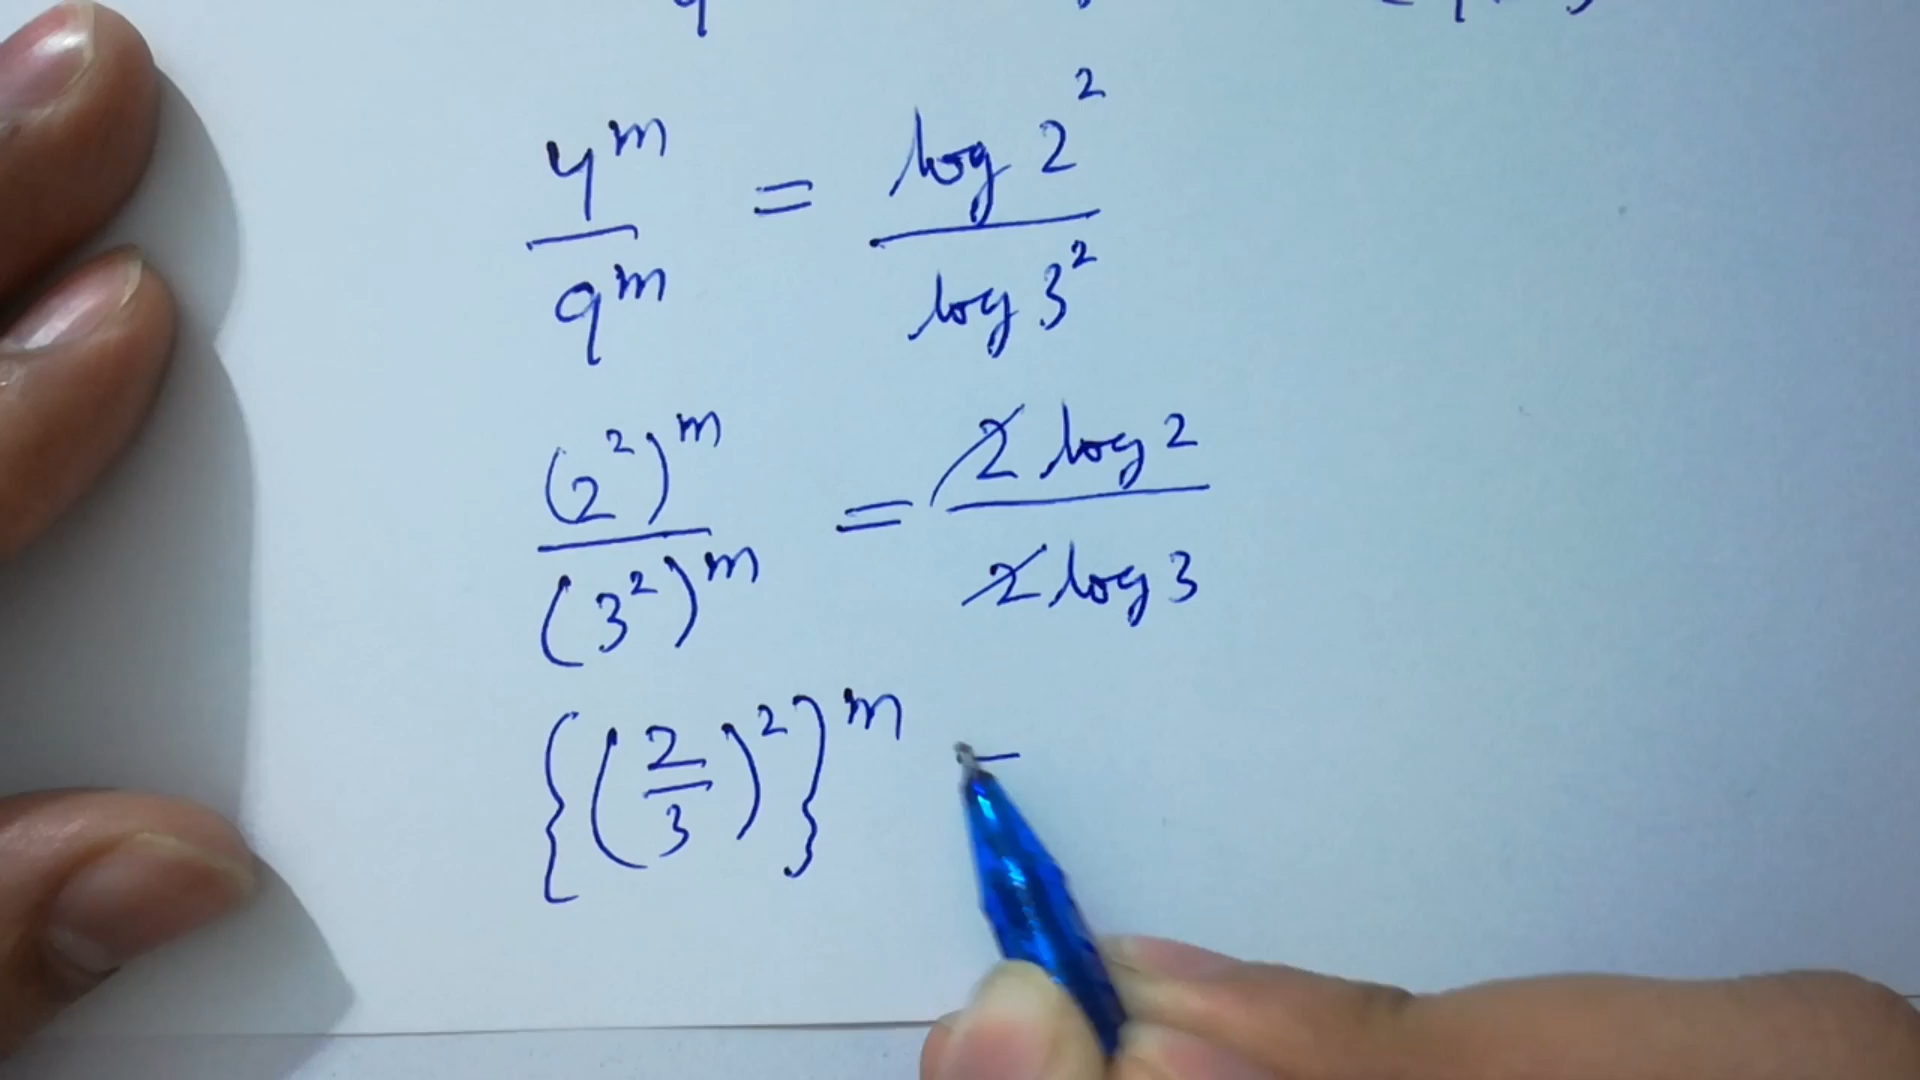 4^m / 9^m = log 2^2 / log 3^2
(2^2)^m / (3^2)^m = 2 log 2 / 2 log 3
{(2/3)^2}^m –